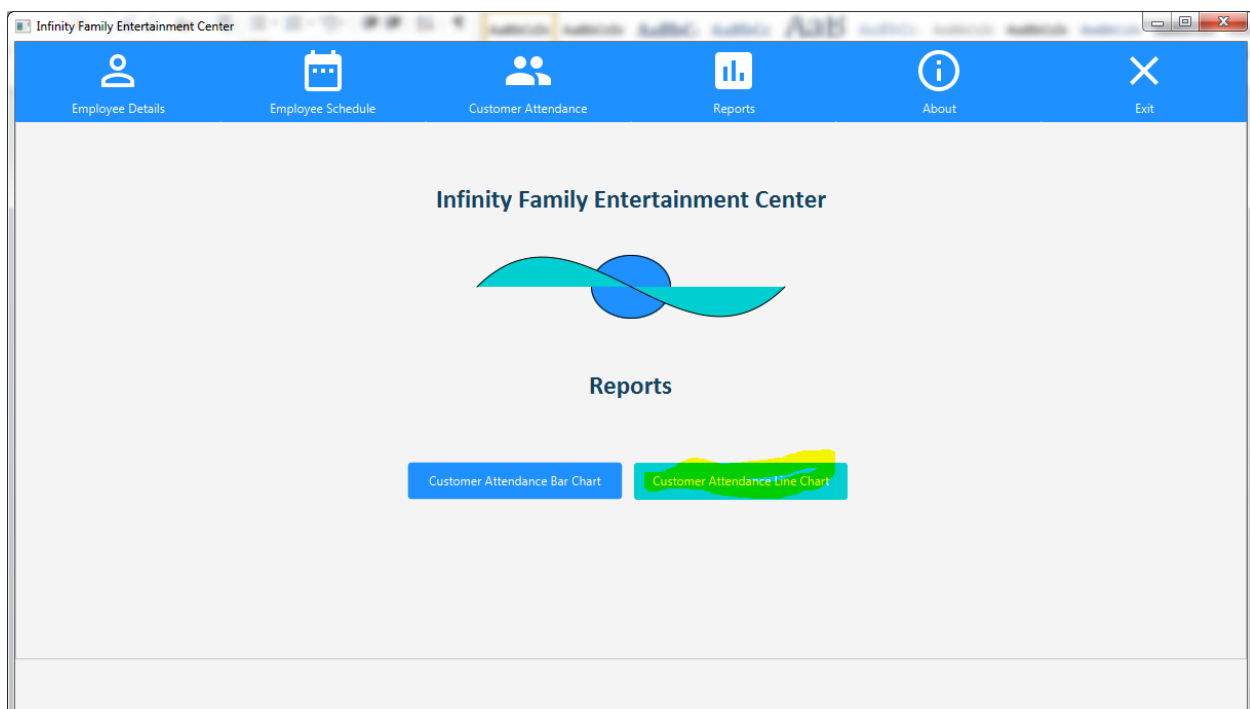 Infinity Family Entertainment Center
Employee Details Employee Schedule Customer Attendance Reports About Exit
Infinity Family Entertainment Center
Reports
Customer Attendance Bar Chart Customer Attendance Line Chart